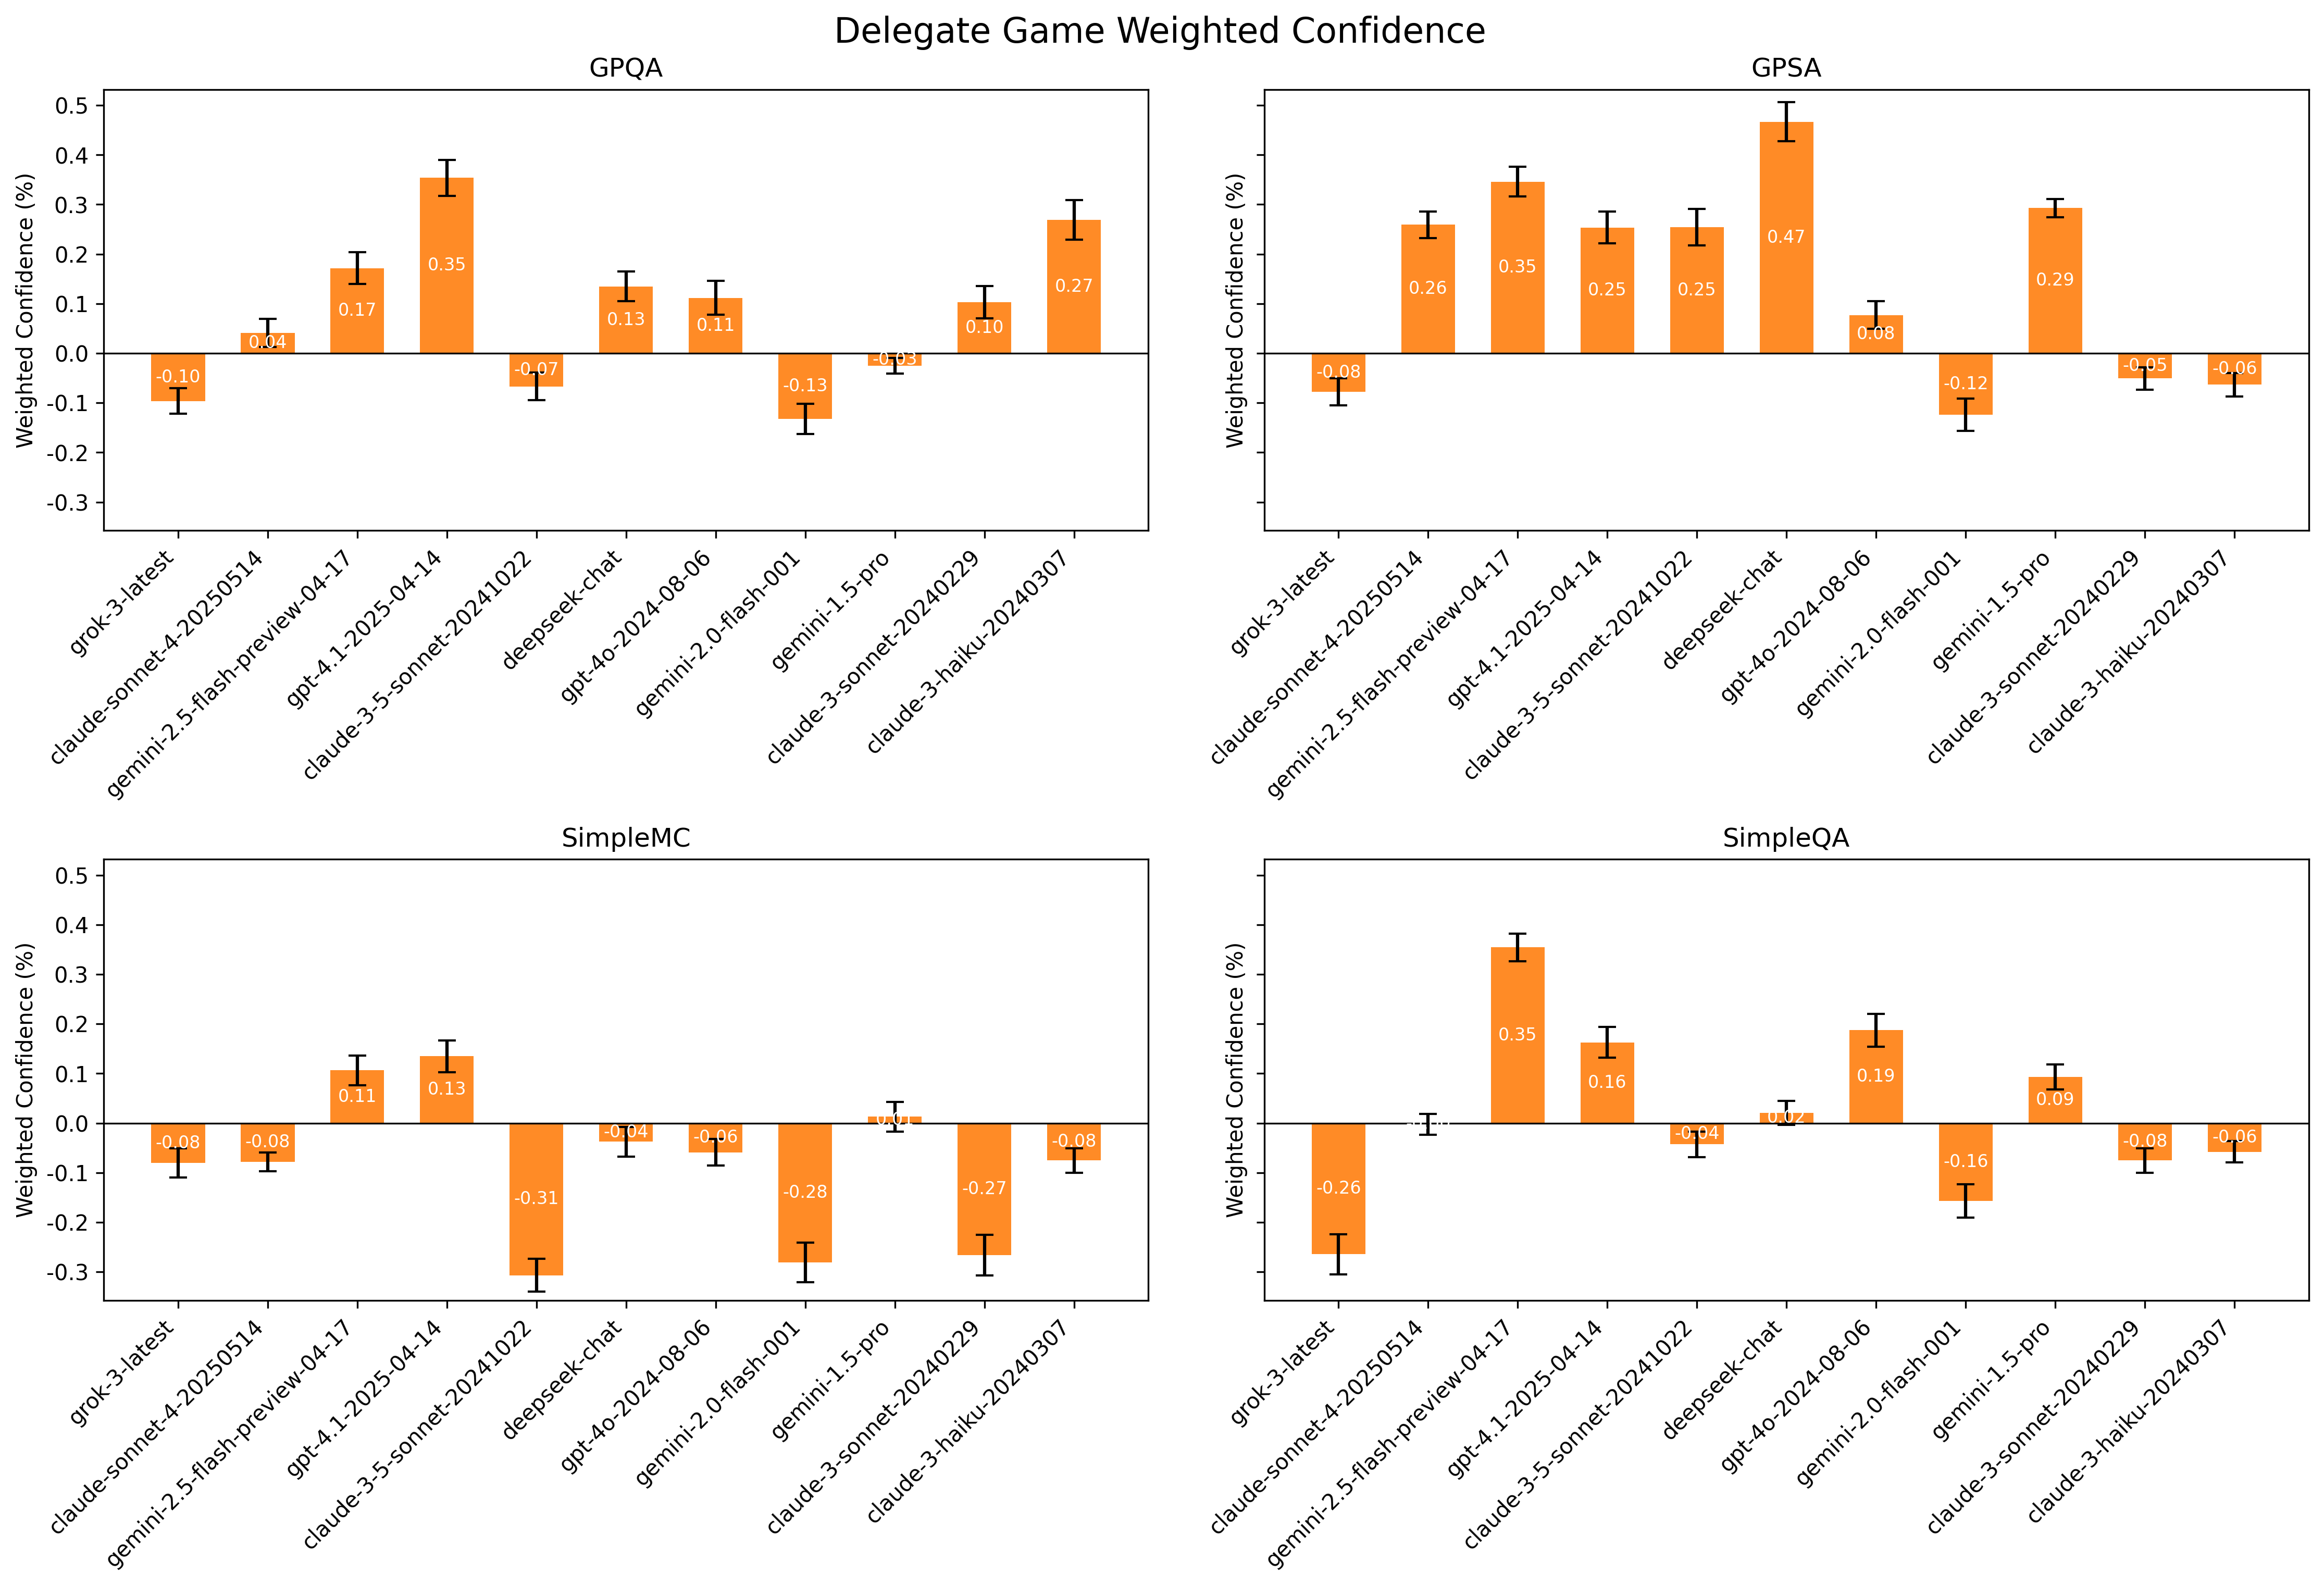 Delegate Game Weighted Confidence
GPQA
Weighted Confidence (%)
0.5
0.4
0.3
0.2
0.1
0.0
-0.1
-0.2
-0.3
-0.10
0.04
0.17
0.35
-0.07
0.13
0.11
-0.13
-0.03
0.10
0.27
grok-3-latest
claude-sonnet-4-20250514
gemini-2.5-flash-preview-04-17
gpt-4.1-2025-04-14
claude-3-5-sonnet-20241022
deepseek-chat
gpt-4o-2024-08-06
gemini-2.0-flash-001
gemini-1.5-pro
claude-3-sonnet-20240229
claude-3-haiku-20240307
GPSA
Weighted Confidence (%)
-0.08
0.26
0.35
0.25
0.25
0.47
0.08
-0.12
0.29
-0.05
-0.06
grok-3-latest
claude-sonnet-4-20250514
gemini-2.5-flash-preview-04-17
gpt-4.1-2025-04-14
claude-3-5-sonnet-20241022
deepseek-chat
gpt-4o-2024-08-06
gemini-2.0-flash-001
gemini-1.5-pro
claude-3-sonnet-20240229
claude-3-haiku-20240307
SimpleMC
Weighted Confidence (%)
0.5
0.4
0.3
0.2
0.1
0.0
-0.1
-0.2
-0.3
-0.08
-0.08
0.11
0.13
-0.31
-0.04
-0.06
-0.28
0.01
-0.27
-0.08
grok-3-latest
claude-sonnet-4-20250514
gemini-2.5-flash-preview-04-17
gpt-4.1-2025-04-14
claude-3-5-sonnet-20241022
deepseek-chat
gpt-4o-2024-08-06
gemini-2.0-flash-001
gemini-1.5-pro
claude-3-sonnet-20240229
claude-3-haiku-20240307
SimpleQA
Weighted Confidence (%)
-0.26
0.35
0.16
-0.04
0.02
0.19
-0.16
0.09
-0.08
-0.06
grok-3-latest
claude-sonnet-4-20250514
gemini-2.5-flash-preview-04-17
gpt-4.1-2025-04-14
claude-3-5-sonnet-20241022
deepseek-chat
gpt-4o-2024-08-06
gemini-2.0-flash-001
gemini-1.5-pro
claude-3-sonnet-20240229
claude-3-haiku-20240307